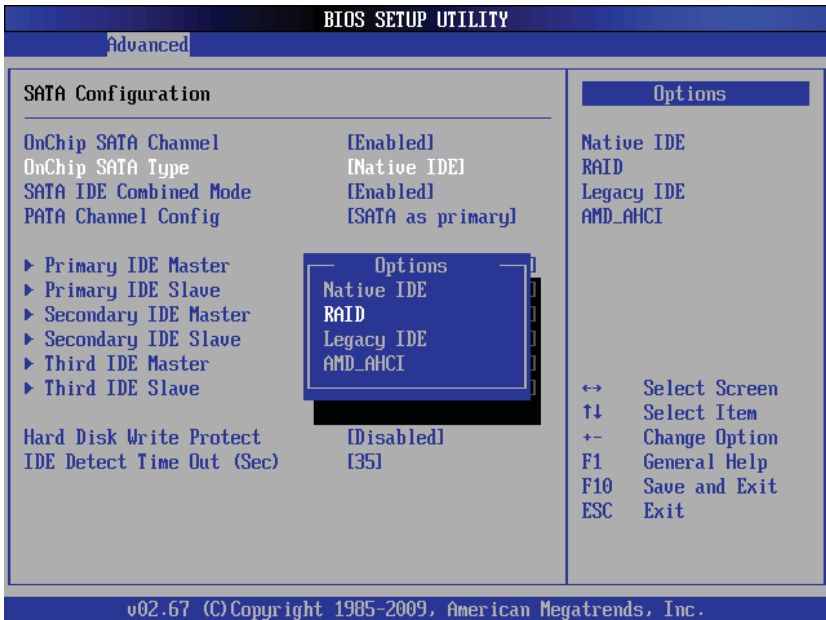 BIOS SETUP UTILITY
Advanced
SATA Configuration
OnChip SATA Channel [Enabled]
OnChip SATA Type [Native IDE]
SATA IDE Combined Mode [Enabled]
PATA Channel Config [SATA as primary]
Primary IDE Master ]
Primary IDE Slave ]
Secondary IDE Master ]
Secondary IDE Slave ]
Third IDE Master ]
Third IDE Slave ]
Options
Native IDE
RAID
Legacy IDE
AMD_AHCI
Hard Disk Write Protect [Disabled]
IDE Detect Time Out (Sec) [35]
Options
Native IDE
RAID
Legacy IDE
AMD_AHCI
↔ Select Screen
↑↓ Select Item
+- Change Option
F1 General Help
F10 Save and Exit
ESC Exit
v02.67 (C)Copyright 1985-2009, American Megatrends, Inc.